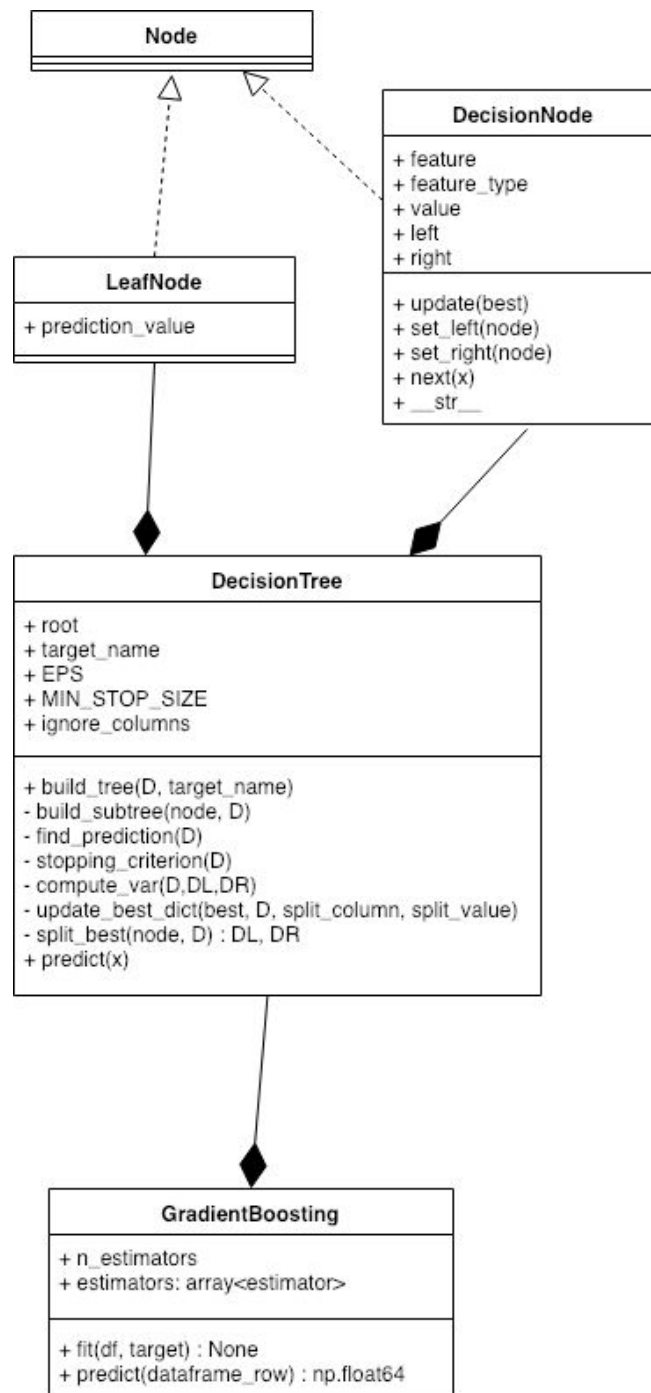 Node
DecisionNode
+ feature
+ feature_type
+ value
+ left
+ right
+ update(best)
+ set_left(node)
+ set_right(node)
+ next(x)
+ __str__
LeafNode
+ prediction_value
DecisionTree
+ root
+ target_name
+ EPS
+ MIN_STOP_SIZE
+ ignore_columns
+ build_tree(D, target_name)
- build_subtree(node, D)
- find_prediction(D)
- stopping_criterion(D)
- compute_var(D,DL,DR)
- update_best_dict(best, D, split_column, split_value)
- split_best(node, D) : DL, DR
+ predict(x)
GradientBoosting
+ n_estimators
+ estimators: array<estimator>
+ fit(df, target) : None
+ predict(dataframe_row) : np.float64